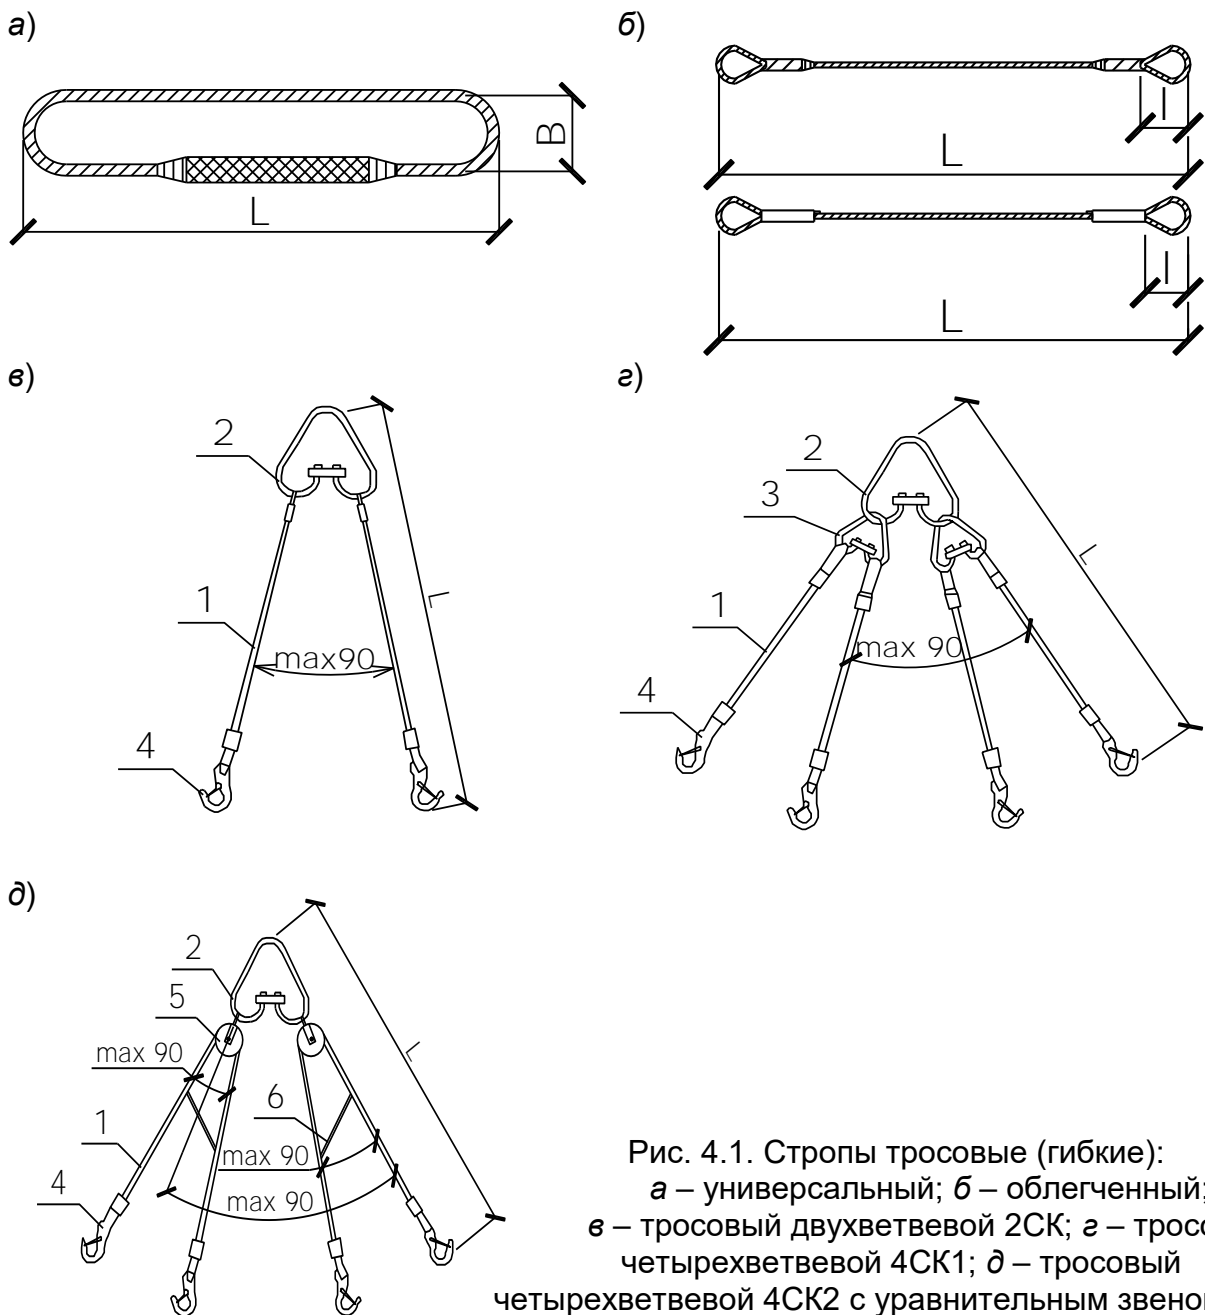 а)
б)
B
L
l
L
l
L
в)
г)
2
1
max90
4
L
2
3
1
max 90
4
L
д)
2
5
max 90
1
6
max 90
4
max 90
L
Рис. 4.1. Стропы тросовые (гибкие):
а – универсальный; б – облегченный;
в – тросовый двухветвевой 2СК; г – тросо
четырехветвевой 4СК1; д – тросовый
четырехветвевой 4СК2 с уравнительным звено